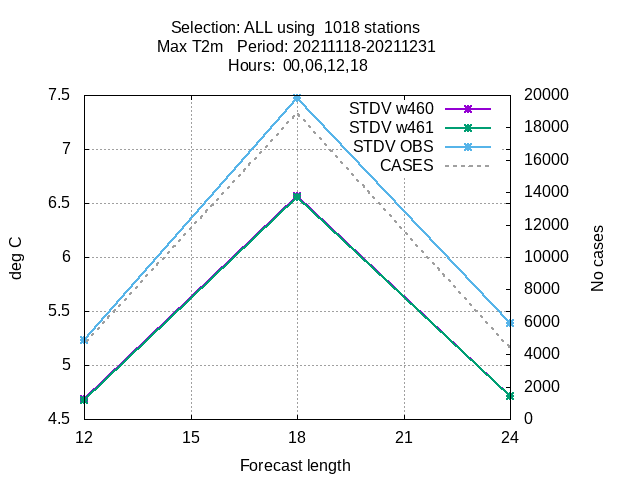 Selection: ALL using  1018 stations
Max T2m   Period: 20211118-20211231
Hours:  00,06,12,18
STDV w460
STDV w461
STDV OBS
CASES
7.5
7
6.5
6
5.5
5
4.5
deg C
20000
18000
16000
14000
12000
10000
8000
6000
4000
2000
0
No cases
12 15 18 21 24
Forecast length